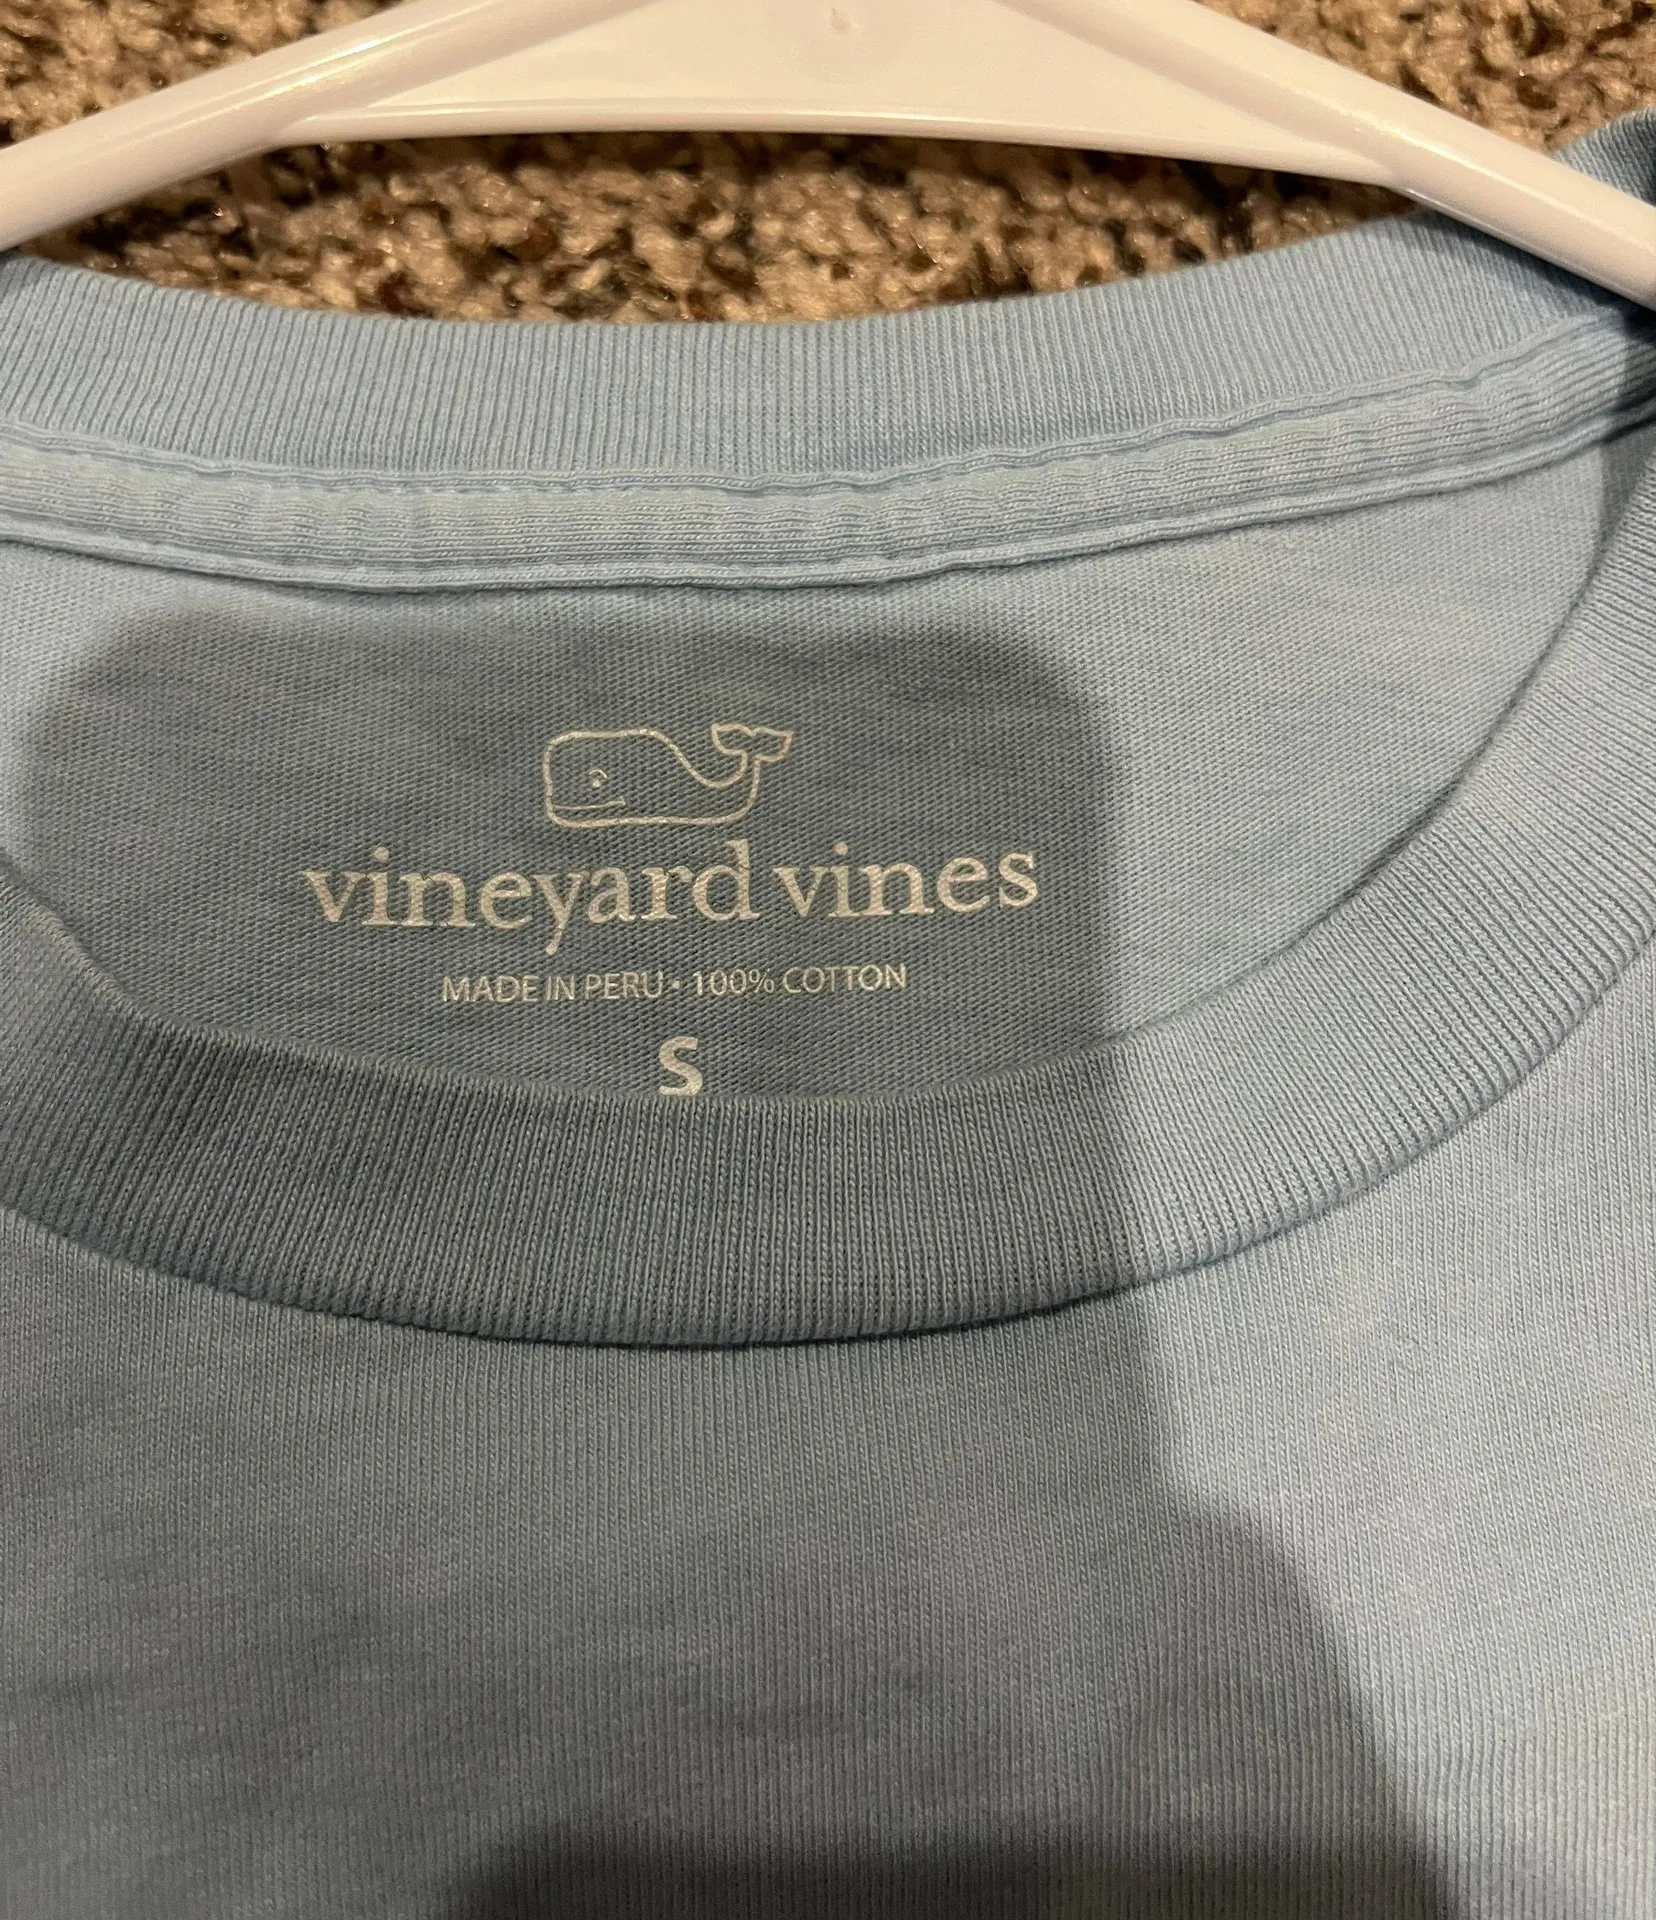 vineyard vines
MADE IN PERU • 100% COTTON
S